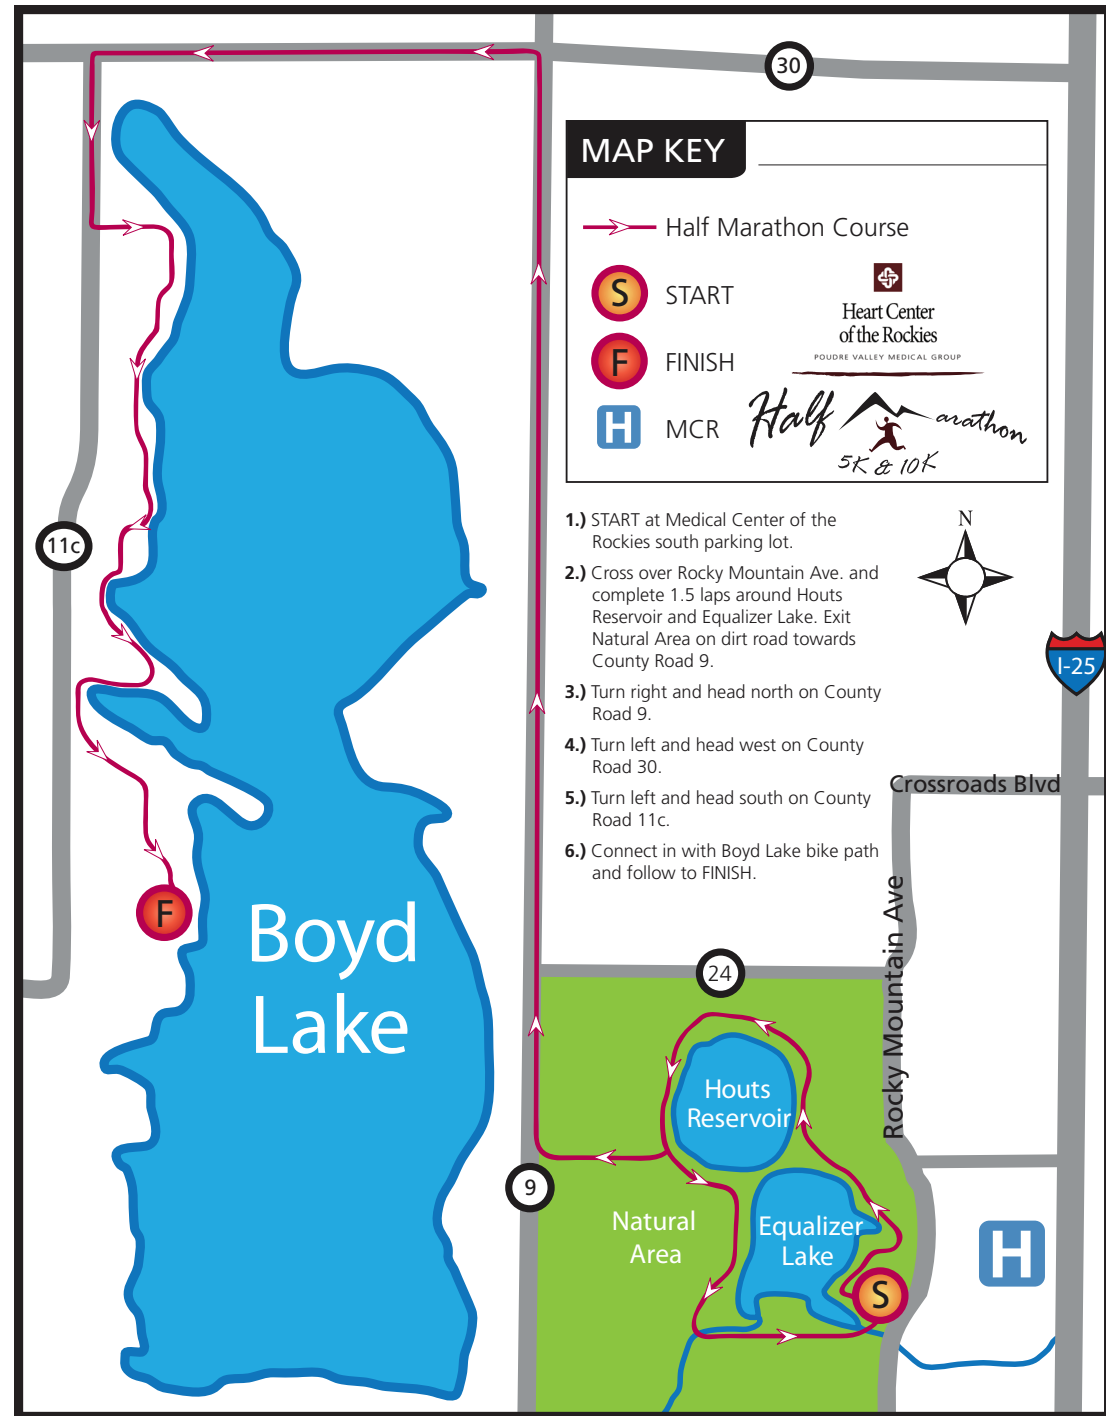 30
MAP KEY
Half Marathon Course
S START
F FINISH
H MCR
Heart Center
of the Rockies
POUDRE VALLEY MEDICAL GROUP
Half Marathon
5K & 10K
1.) START at Medical Center of the
Rockies south parking lot.
2.) Cross over Rocky Mountain Ave. and
complete 1.5 laps around Houts
Reservoir and Equalizer Lake. Exit
Natural Area on dirt road towards
County Road 9.
3.) Turn right and head north on County
Road 9.
4.) Turn left and head west on County
Road 30.
5.) Turn left and head south on County
Road 11c.
6.) Connect in with Boyd Lake bike path
and follow to FINISH.
N
11c
I-25
Crossroads Blvd
Rocky Mountain Ave
F
Boyd
Lake
24
Houts
Reservoir
9
Natural
Area
Equalizer
Lake
S
H